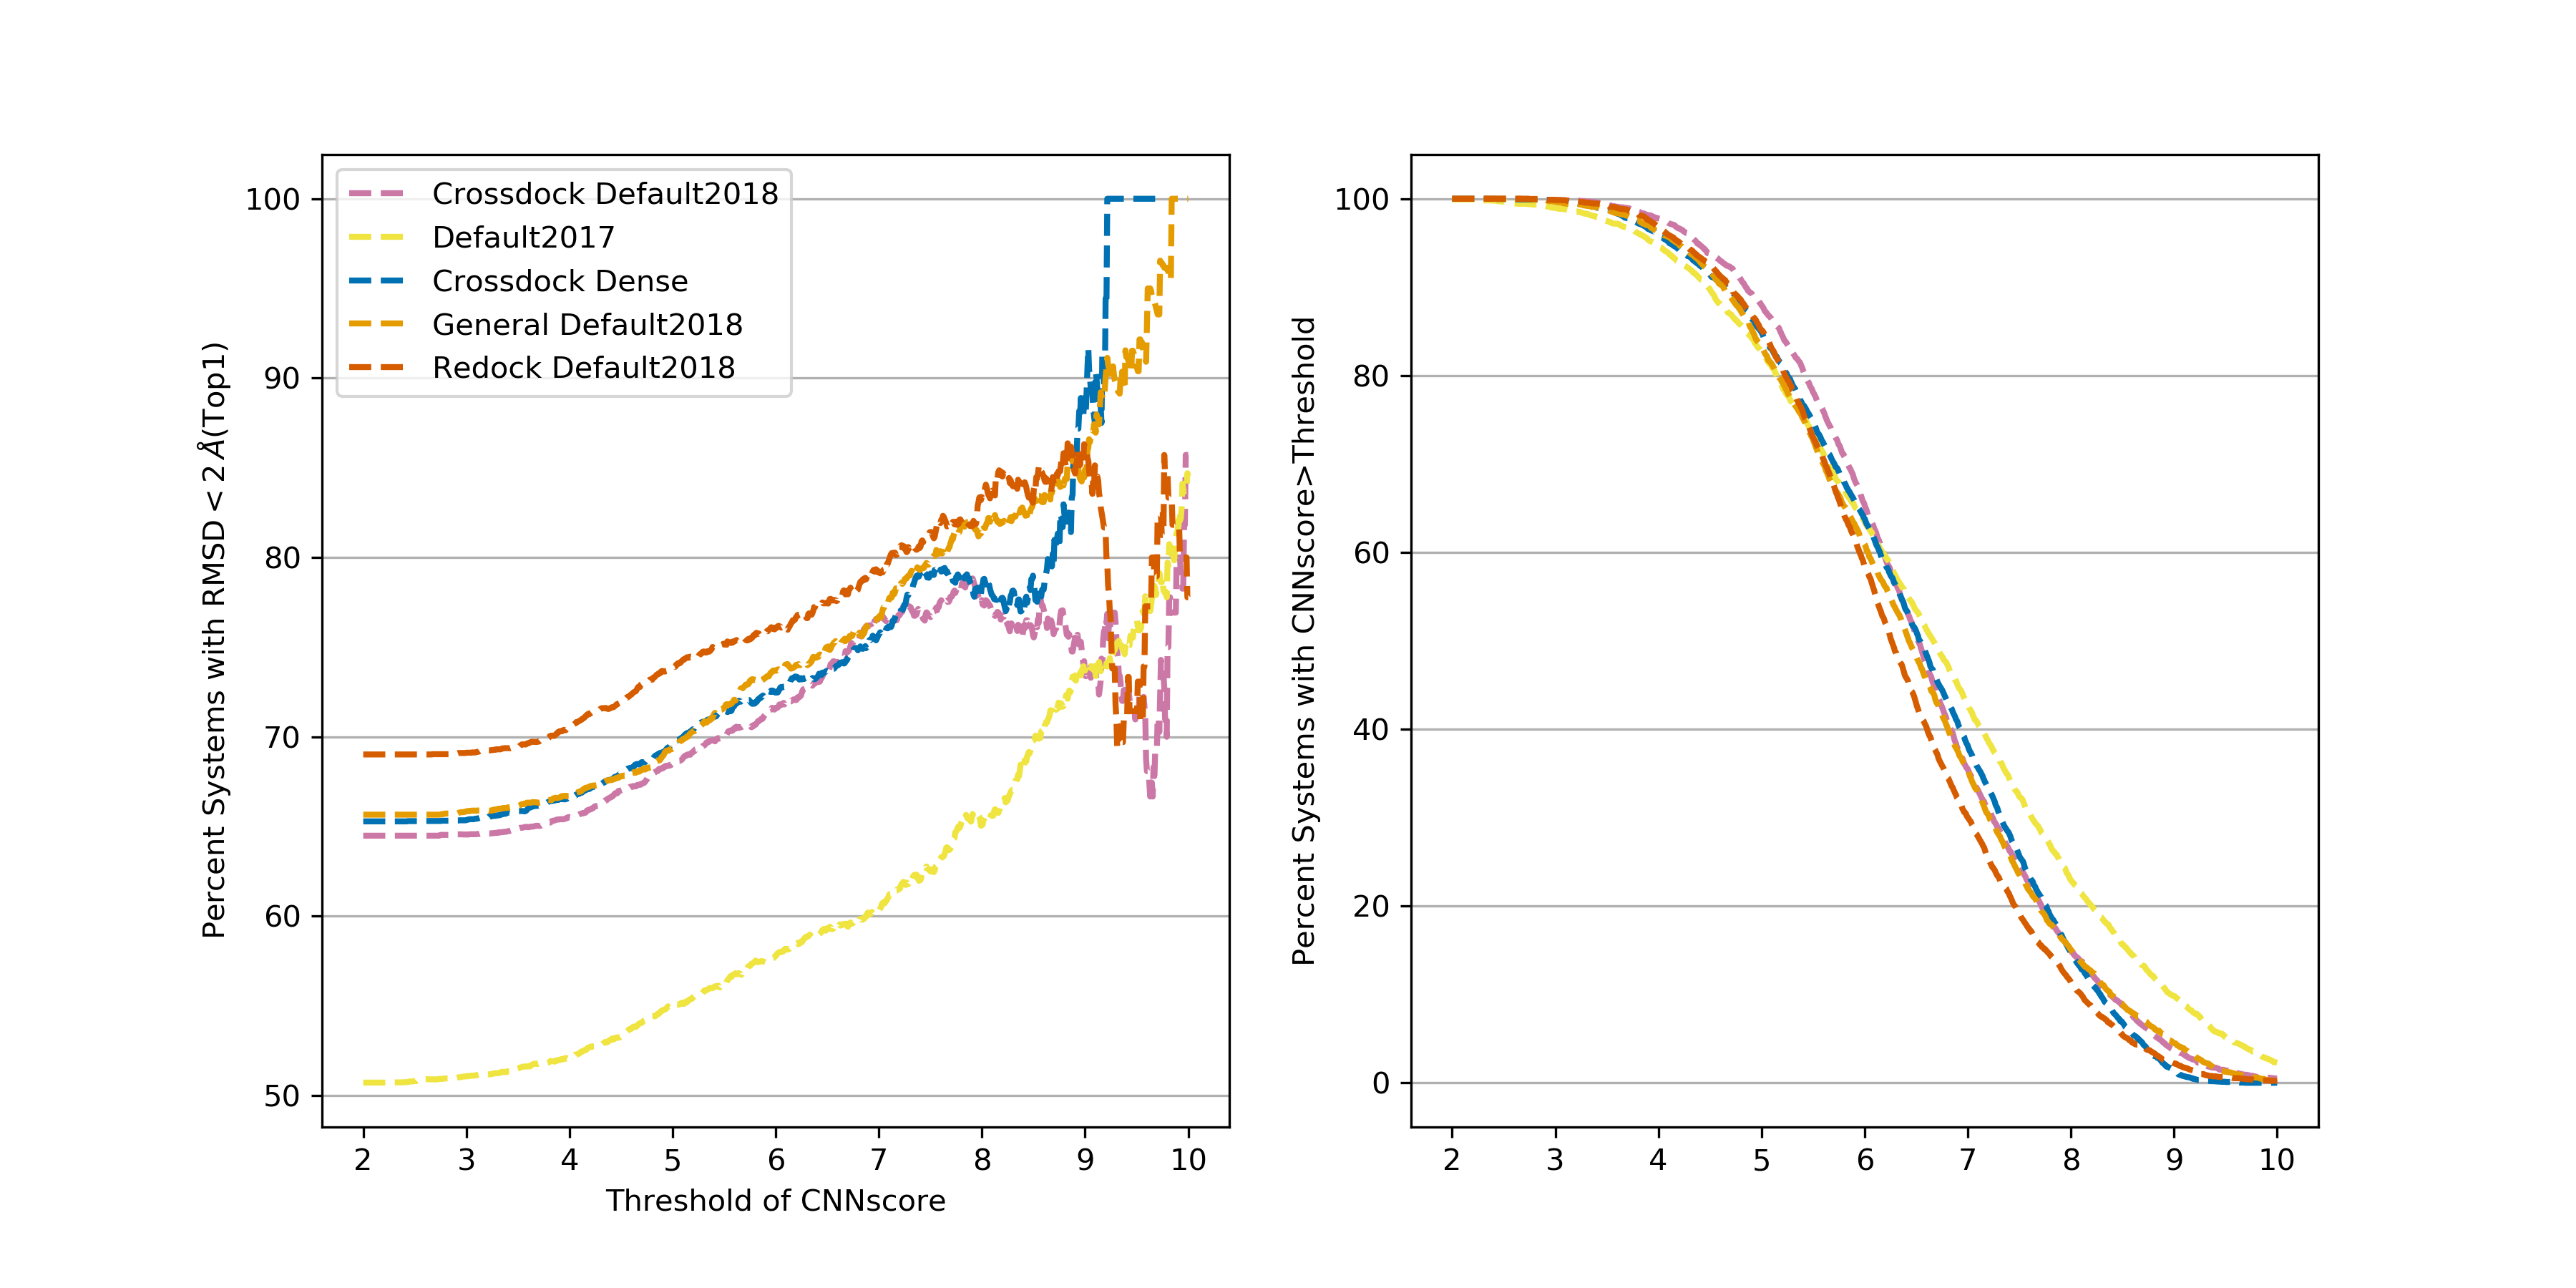 Percent Systems with RMSD < 2 Å(Top1)
100
90
80
70
60
50
Crossdock Default2018
Default2017
Crossdock Dense
General Default2018
Redock Default2018
2 3 4 5 6 7 8 9 10
Threshold of CNNscore
Percent Systems with CNNscore>Threshold
100
80
60
40
20
0
2 3 4 5 6 7 8 9 10